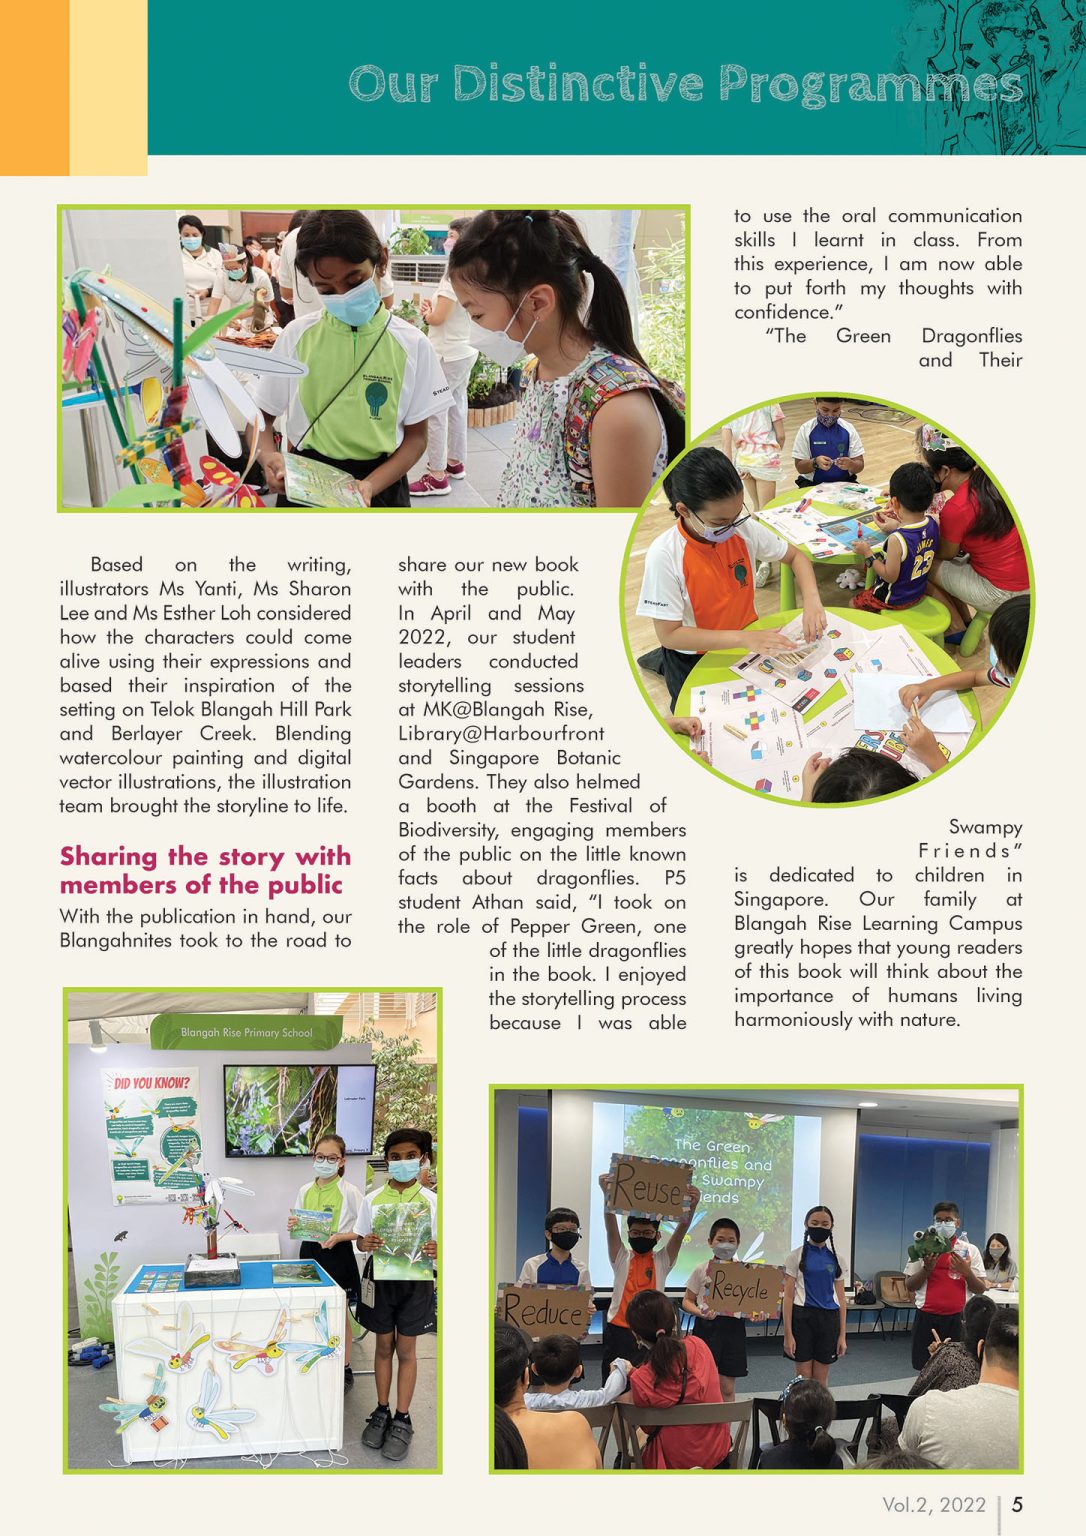 Our Distinctive Programmes
Based on the writing,
illustrators Ms Yanti, Ms Sharon
Lee and Ms Esther Loh considered
how the characters could come
alive using their expressions and
based their inspiration of the
setting on Telok Blangah Hill Park
and Berlayer Creek. Blending
watercolour painting and digital
vector illustrations, the illustration
team brought the storyline to life.
Sharing the story with
members of the public
With the publication in hand, our
Blangahnites took to the road to
share our new book
with the public.
In April and May
2022, our student
leaders conducted
storytelling sessions
at MK@Blangah Rise,
Library@Harbourfront
and Singapore Botanic
Gardens. They also helmed
a booth at the Festival of
Biodiversity, engaging members
of the public on the little known
facts about dragonflies. P5
student Athan said, “I took on
the role of Pepper Green, one
of the little dragonflies
in the book. I enjoyed
the storytelling process
because I was able
to use the oral communication
skills I learnt in class. From
this experience, I am now able
to put forth my thoughts with
confidence.”
“The Green Dragonflies
and Their
Swampy
Friends”
is dedicated to children in
Singapore. Our family at
Blangah Rise Learning Campus
greatly hopes that young readers
of this book will think about the
importance of humans living
harmoniously with nature.
Blangah Rise Primary School
DID YOU KNOW?
The Green
Swampy
Reuse
Reduce
Recycle
23
Vol.2, 2022
5